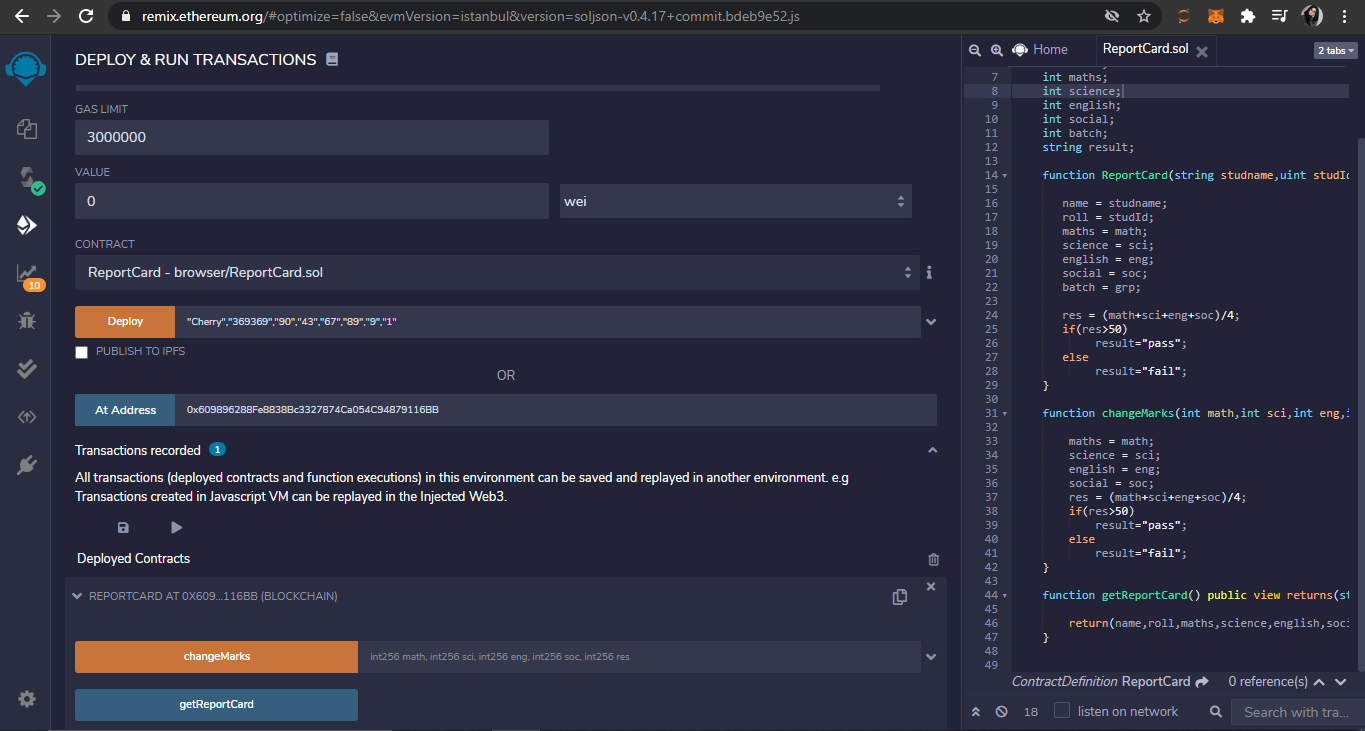 remix.ethereum.org/#optimize=false&evmVersion=istanbul&version=soljson-v0.4.17+commit.bdeb9e52.js
DEPLOY & RUN TRANSACTIONS
GAS LIMIT
3000000
VALUE
0
wei
CONTRACT
ReportCard - browser/ReportCard.sol
Deploy
"Cherry","369369","90","43","67","89","9","1"
PUBLISH TO IPFS
OR
At Address
0x609896288Fe8838Bc3327874Ca054C94879116BB
Transactions recorded 1
All transactions (deployed contracts and function executions) in this environment can be saved and replayed in another environment. e.g
Transactions created in Javascript VM can be replayed in the Injected Web3.
Deployed Contracts
REPORTCARD AT 0X609...116BB (BLOCKCHAIN)
changeMarks
int256 math, int256 sci, int256 eng, int256 soc, int256 res
getReportCard
10
Home
ReportCard.sol
2 tabs
7 int maths;
8 int science;
9 int english;
10 int social;
11 int batch;
12 string result;
13
14 function ReportCard(string studname,uint studId
15
16 name = studname;
17 roll = studId;
18 maths = math;
19 science = sci;
20 english = eng;
21 social = soc;
22 batch = grp;
23
24 res = (math+sci+eng+soc)/4;
25 if(res>50)
26 result="pass";
27 else
28 result="fail";
29 }
30
31 function changeMarks(int math,int sci,int eng,i
32
33 maths = math;
34 science = sci;
35 english = eng;
36 social = soc;
37 res = (math+sci+eng+soc)/4;
38 if(res>50)
39 result="pass";
40 else
41 result="fail";
42 }
43
44 function getReportCard() public view returns(st
45
46 return(name,roll,maths,science,english,soci
47 }
48
49
ContractDefinition ReportCard 0 reference(s)
18 listen on network
Search with tra...